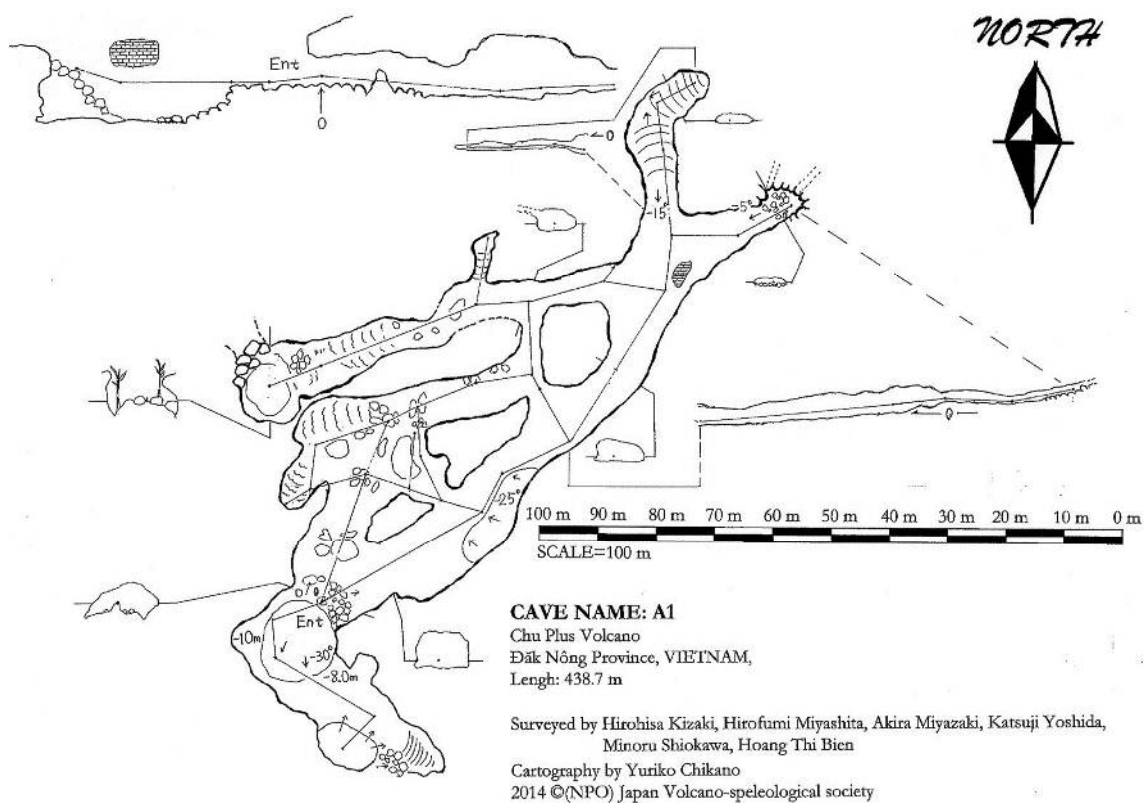 NORTH
Ent
0
0
-15°
-5°
0
-25°
100 m 90 m 80 m 70 m 60 m 50 m 40 m 30 m 20 m 10 m 0 m
SCALE=100 m
Ent
-10m
-30°
-8.0m
CAVE NAME: A1
Chu Plus Volcano
Đăk Nông Province, VIETNAM,
Lengh: 438.7 m
Surveyed by Hirohisa Kizaki, Hirofumi Miyashita, Akira Miyazaki, Katsuji Yoshida,
Minoru Shiokawa, Hoang Thi Bien
Cartography by Yuriko Chikano
2014 ©(NPO) Japan Volcano-speleological society